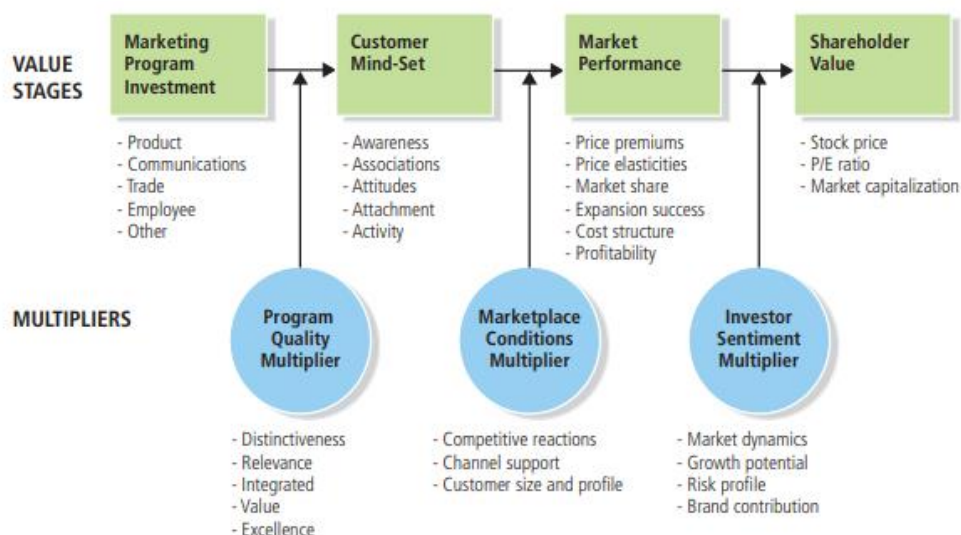 VALUE
STAGES
Marketing
Program
Investment
Customer
Mind-Set
Market
Performance
Shareholder
Value
- Product
- Communications
- Trade
- Employee
- Other
- Awareness
- Associations
- Attitudes
- Attachment
- Activity
- Price premiums
- Price elasticities
- Market share
- Expansion success
- Cost structure
- Profitability
- Stock price
- P/E ratio
- Market capitalization
MULTIPLIERS
Program
Quality
Multiplier
Marketplace
Conditions
Multiplier
Investor
Sentiment
Multiplier
- Distinctiveness
- Relevance
- Integrated
- Value
- Excellence
- Competitive reactions
- Channel support
- Customer size and profile
- Market dynamics
- Growth potential
- Risk profile
- Brand contribution